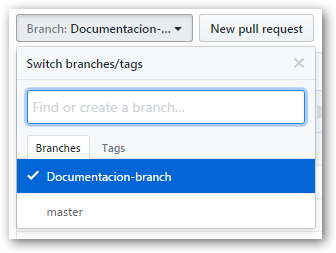 Branch: Documentacion-... New pull request
Switch branches/tags
Find or create a branch...
Branches Tags
Documentacion-branch
master